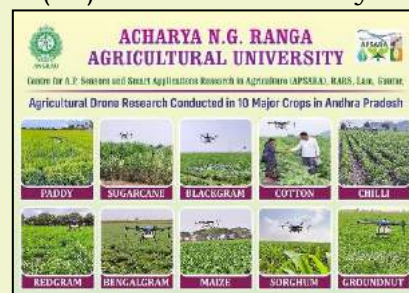 ACHARYA N.G. RANGA
AGRICULTURAL UNIVERSITY
ANGRAU
APSARA
Centre for A.P. Sensors and Smart Applications Research in Agriculture (APSARA), RARS, Lam, Guntur.
Agricultural Drone Research Conducted in 10 Major Crops in Andhra Pradesh
PADDY SUGARCANE BLACKGRAM COTTON CHILLI
REDGRAM BENGALGRAM MAIZE SORGHUM GROUNDNUT